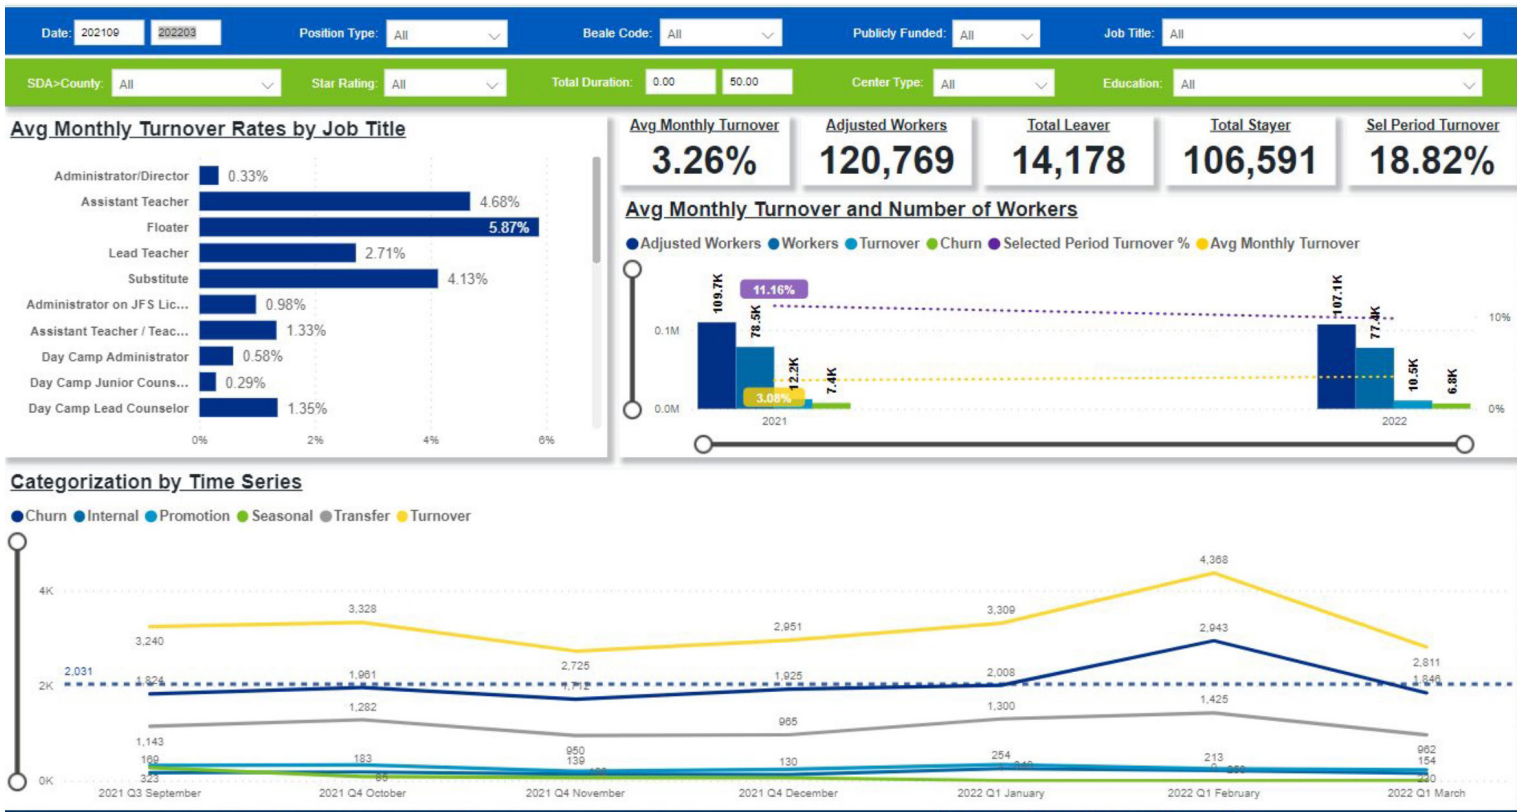 Date: 202109 202203 Position Type: All Beale Code: All Publicly Funded: All Job Title: All
SDA>County: All Star Rating: All Total Duration: 0.00 50.00 Center Type: All Education: All
Avg Monthly Turnover Rates by Job Title
Administrator/Director 0.33%
Assistant Teacher 4.68%
Floater 5.87%
Lead Teacher 2.71%
Substitute 4.13%
Administrator on JFS Lic... 0.98%
Assistant Teacher / Teac... 1.33%
Day Camp Administrator 0.58%
Day Camp Junior Couns... 0.29%
Day Camp Lead Counselor 1.35%
0% 2% 4% 6%
Avg Monthly Turnover Adjusted Workers Total Leaver Total Stayer Sel Period Turnover
3.26% 120,769 14,178 106,591 18.82%
Avg Monthly Turnover and Number of Workers
Adjusted Workers Workers Turnover Churn Selected Period Turnover % Avg Monthly Turnover
109.7K 78.5K 12.2K 7.4K 107.1K 77.4K 10.5K 6.8K
11.16%
0.1M 10%
3.08%
0.0M 0%
2021 2022
Categorization by Time Series
Churn Internal Promotion Seasonal Transfer Turnover
4K
2K
0K
2,031
3,240 3,328 2,725 2,951 3,309 4,368 2,811
1,824 1,961 1,712 1,925 2,008 2,943 1,846
1,143 1,282 950 965 1,300 1,425 962
169 183 139 130 254 213 154
323 230
2021 Q3 September 2021 Q4 October 2021 Q4 November 2021 Q4 December 2022 Q1 January 2022 Q1 February 2022 Q1 March